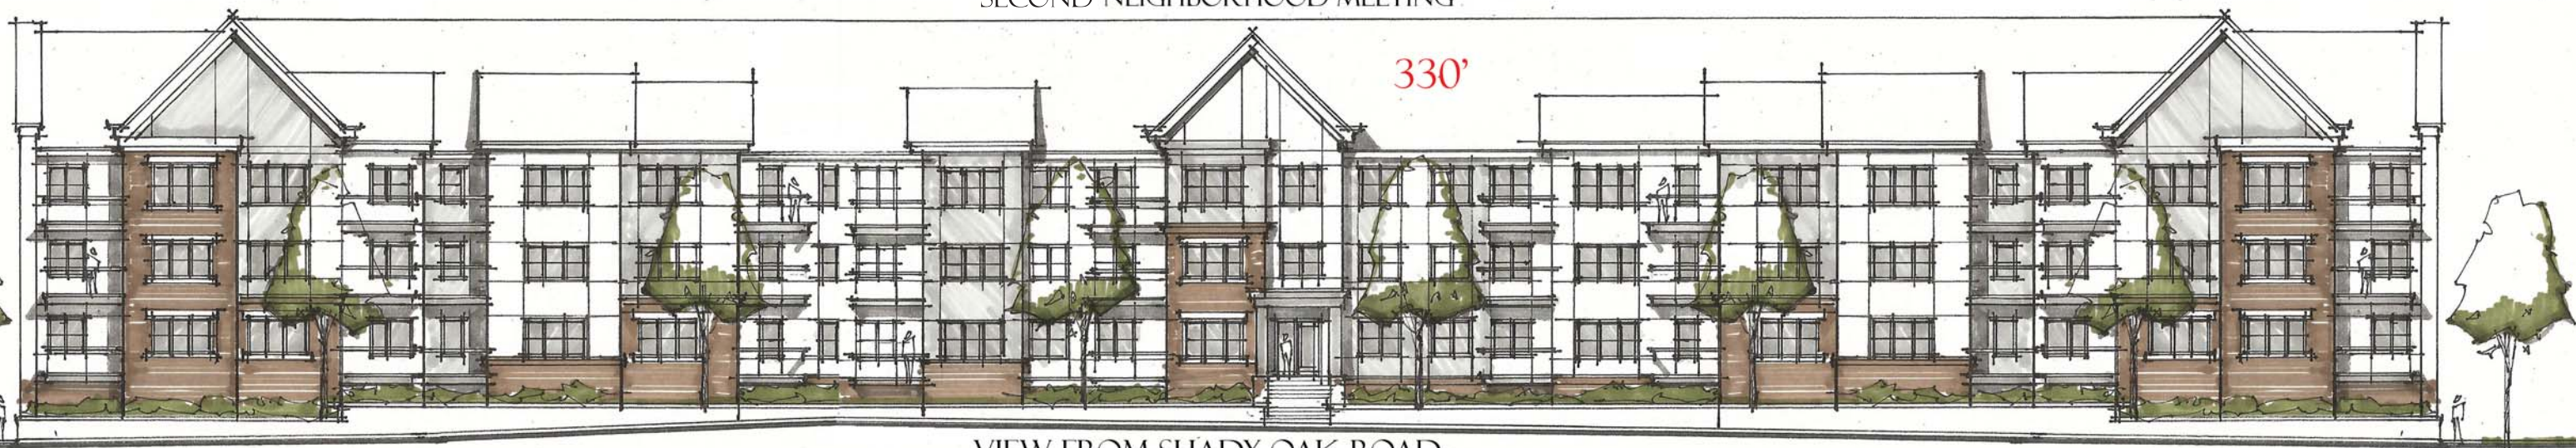 SECOND NEIGHBORHOOD MEETING
330'
VIEW FROM SHADY OAK ROAD